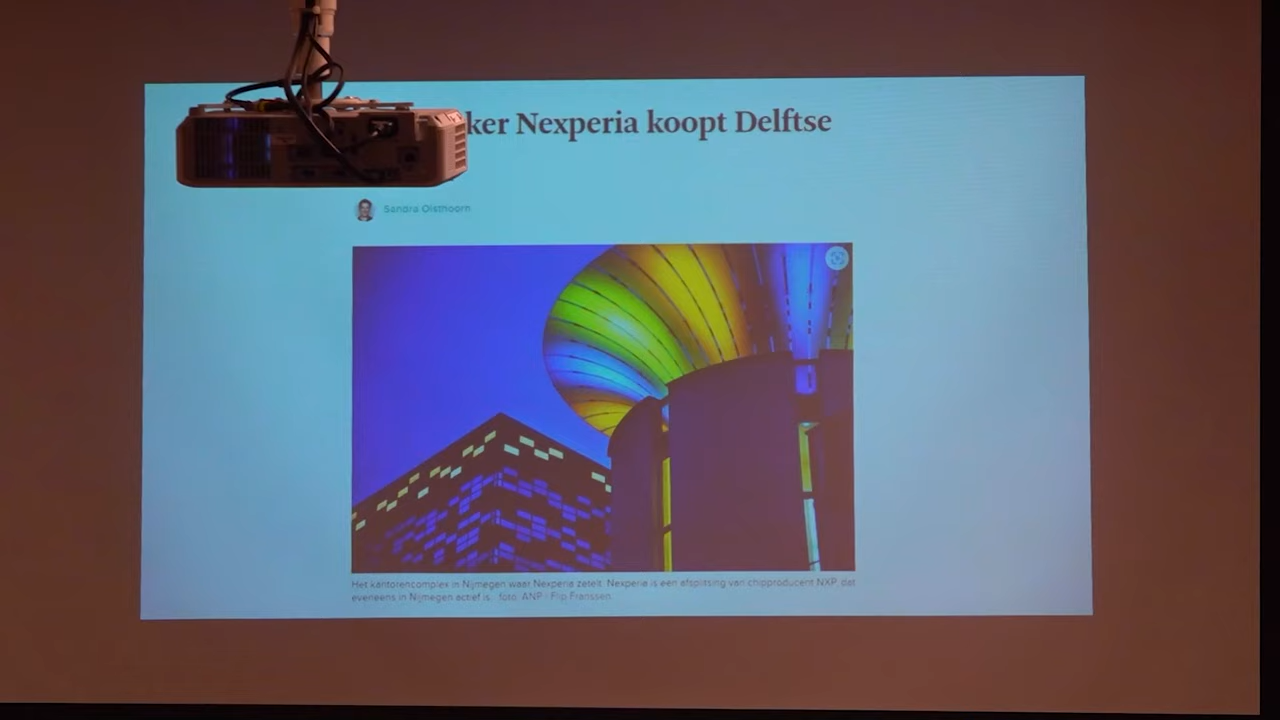 ker Nexperia koopt Delftse
Sandra Olsthoorn
Het kantorencomplex in Nijmegen waar Nexperia zetelt. Nexperia is een afsplitsing van chipproducent NXP, dat
eveneens in Nijmegen actief is. foto: ANP / Flip Franssen